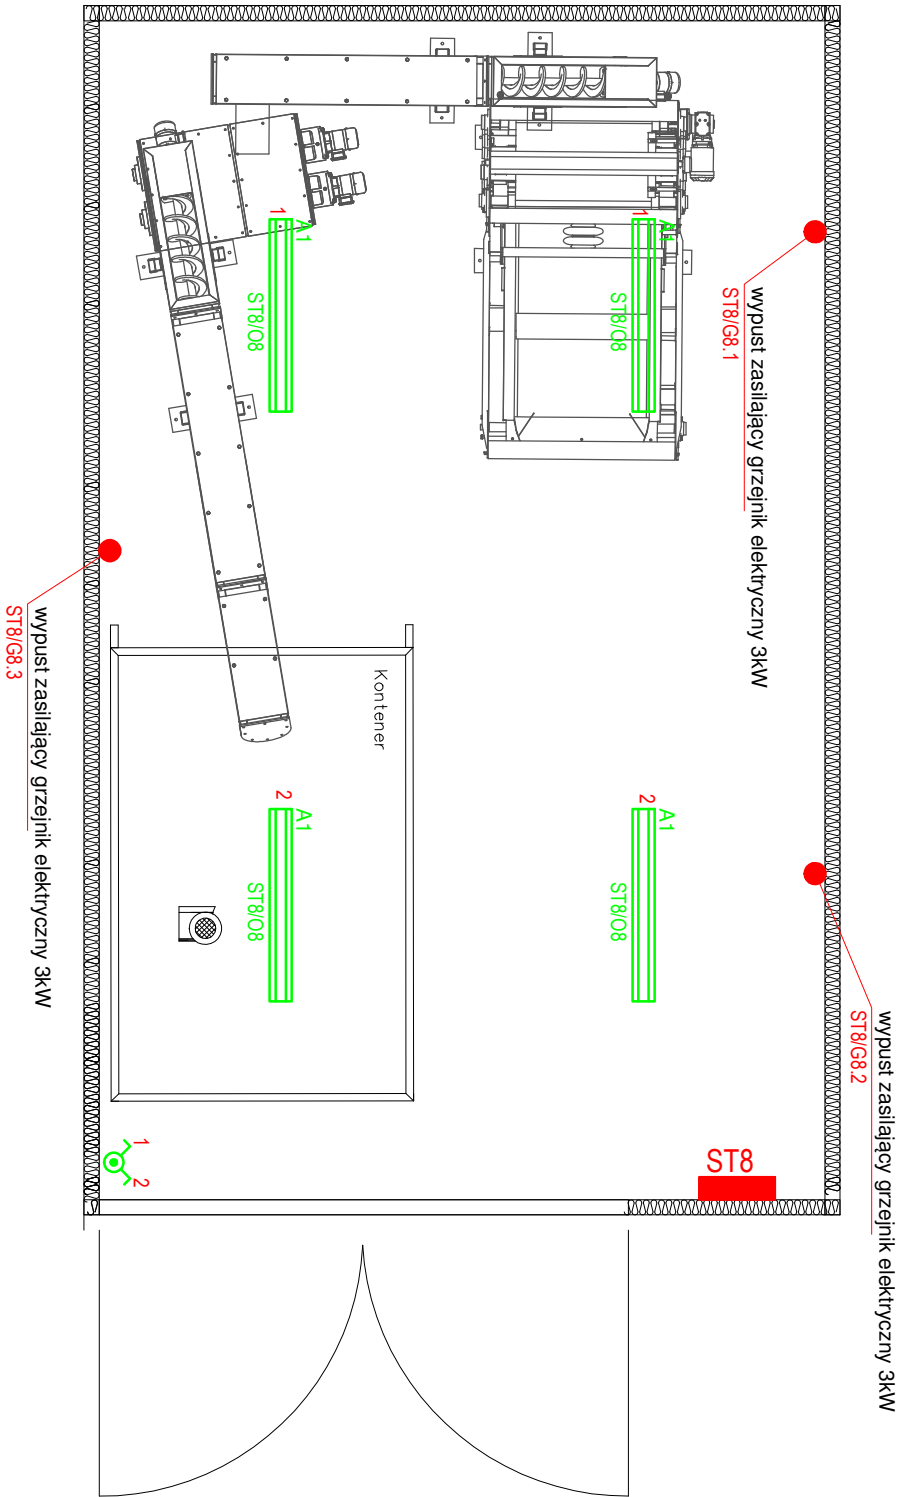 1
A1
ST8/O8
1
A1
ST8/O8
wypust zasilający grzejnik elektryczny 3kW
ST8/G8.1
wypust zasilający grzejnik elektryczny 3kW
ST8/G8.3
Kontener
2
A1
ST8/O8
2
A1
ST8/O8
wypust zasilający grzejnik elektryczny 3kW
ST8/G8.2
1
2
ST8